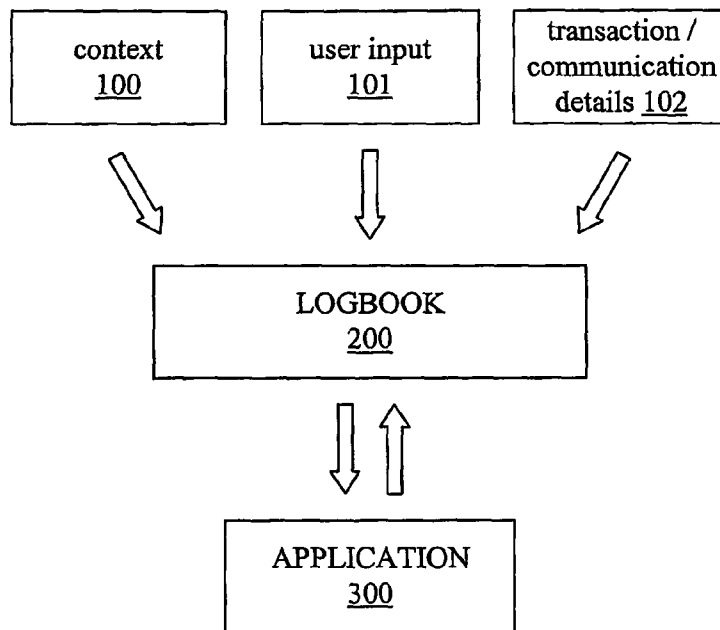 context
100
user input
101
transaction /
communication
details 102
LOGBOOK
200
APPLICATION
300